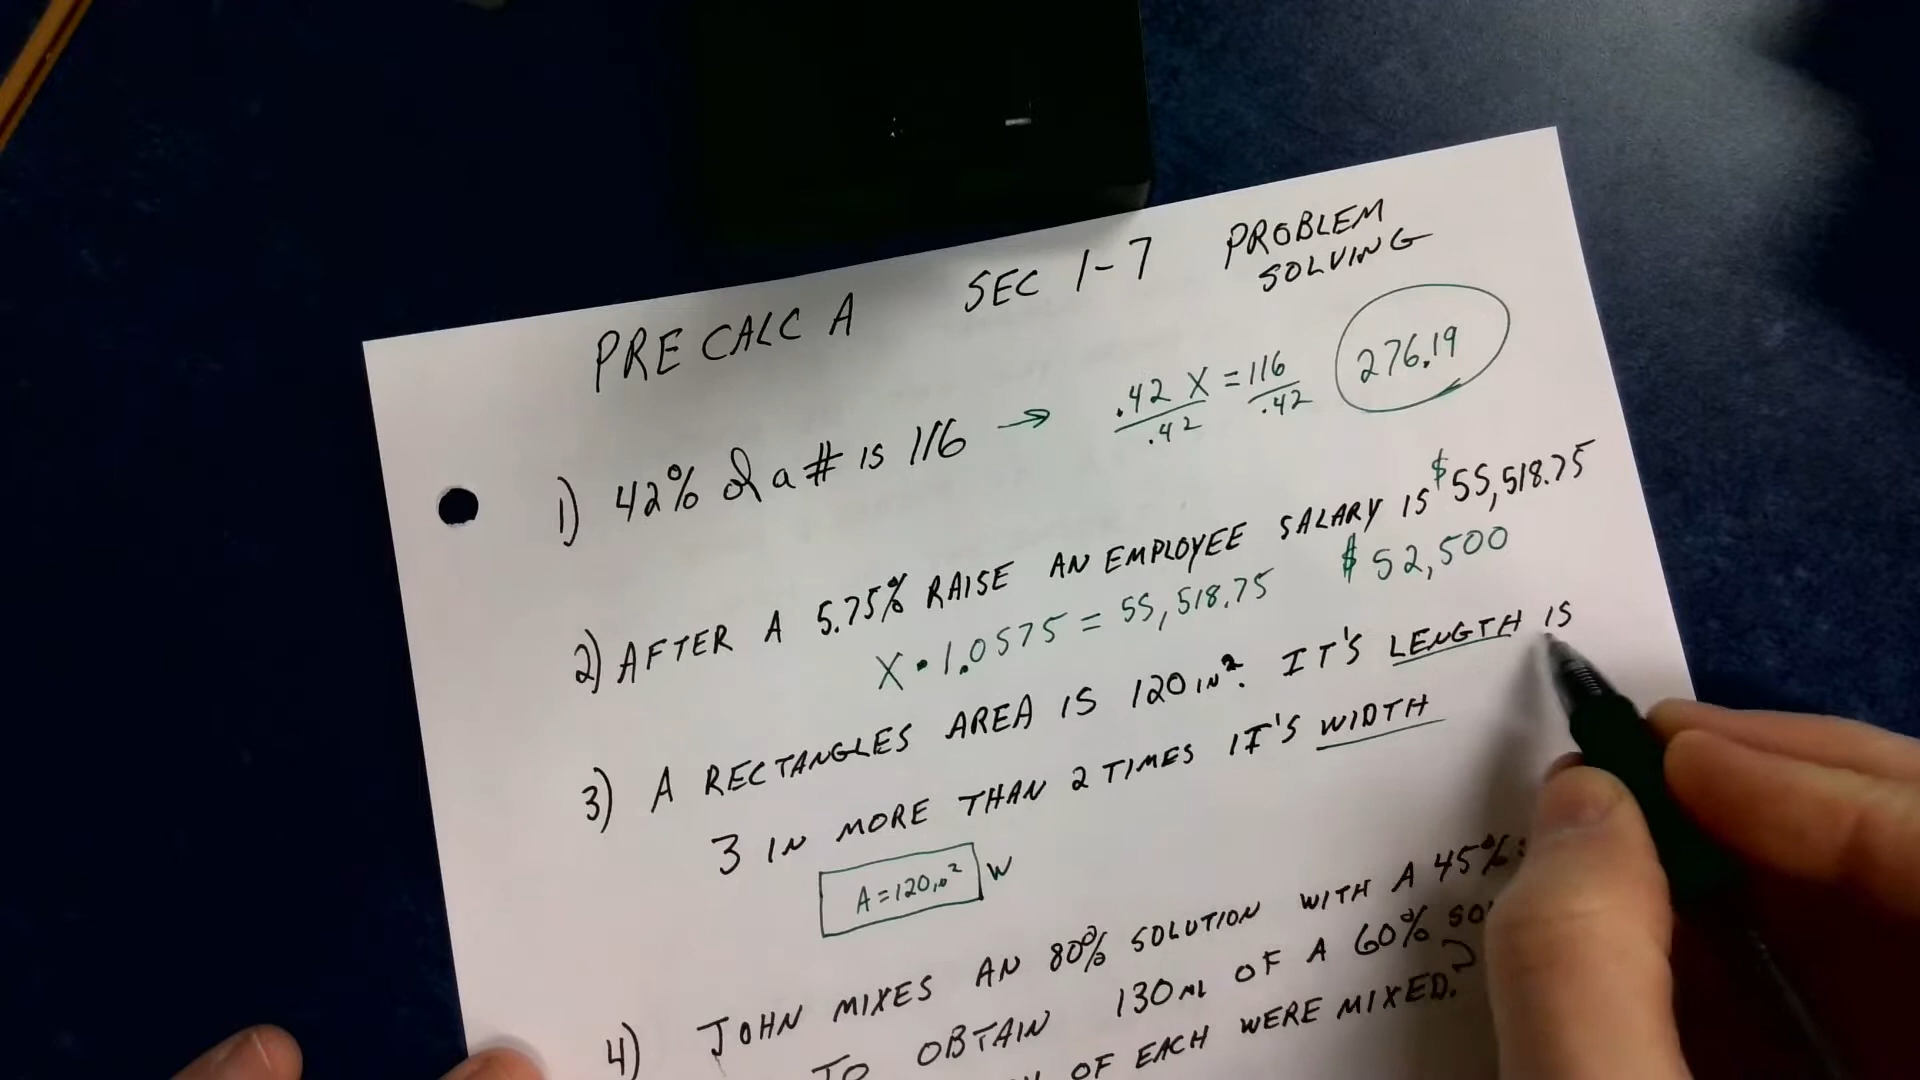 PRECALC A SEC 1-7 PROBLEM
SOLVING
1) 42% of a # is 116 → .42 X = 116 276.19
.42 .42
2) AFTER A 5.75% RAISE AN EMPLOYEE SALARY IS $55,518.75
X • 1.0575 = 55,518.75 $52,500
3) A RECTANGLES AREA IS 120 IN². IT'S LENGTH IS
3 IN MORE THAN 2 TIMES IT'S WIDTH
A = 120 IN² W
4) JOHN MIXES AN 80% SOLUTION WITH A 45%
TO OBTAIN 130 ML OF A 60%
OF EACH WERE MIXED.